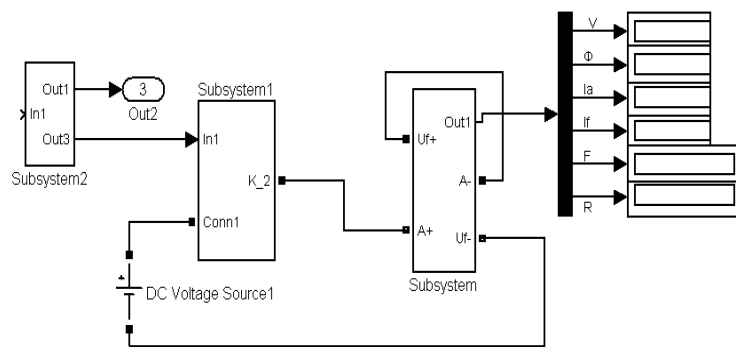 Out1
In1
Out3
Subsystem2
3
Out2
Subsystem1
In1
K_2
Conn1
+
DC Voltage Source1
Uf+
Out1
A-
A+
Uf-
Subsystem
V
Ф
Ia
If
F
R